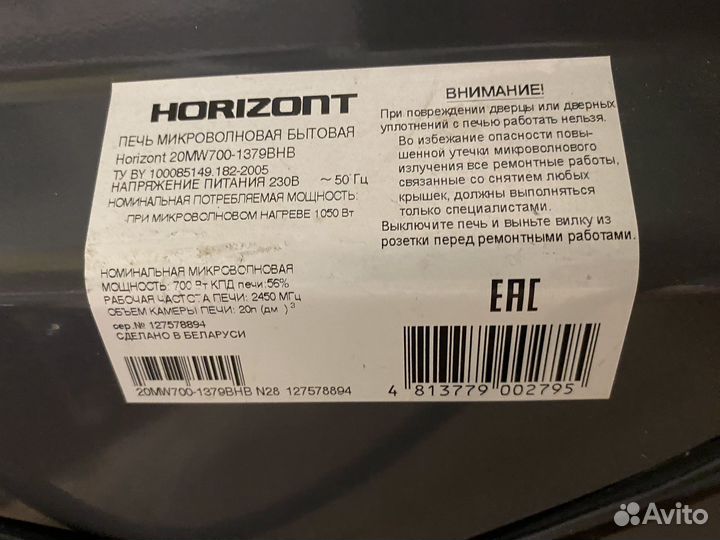 HORIZONT
ПЕЧЬ МИКРОВОЛНОВАЯ БЫТОВАЯ
Horizont 20MW700-1379BHB
ТУ BY 100085149.182-2005
НАПРЯЖЕНИЕ ПИТАНИЯ 230В ~ 50 Гц
НОМИНАЛЬНАЯ ПОТРЕБЛЯЕМАЯ МОЩНОСТЬ:
ПРИ МИКРОВОЛНОВОМ НАГРЕВЕ 1050 Вт
НОМИНАЛЬНАЯ МИКРОВОЛНОВАЯ
МОЩНОСТЬ: 700 Вт КПД печи:56%
РАБОЧАЯ ЧАСТОТА ПЕЧИ: 2450 МГц
ОБЪЕМ КАМЕРЫ ПЕЧИ: 20л (дм )³
сер.№ 127578894
СДЕЛАНО В БЕЛАРУСИ
20MW700-1379BHB N28 127578894
ВНИМАНИЕ!
При повреждении дверцы или дверных
уплотнений с печью работать нельзя.
Во избежание опасности повы-
шенной утечки микроволнового
излучения все ремонтные работы,
связанные со снятием любых
крышек, должны выполняться
только специалистами.
Выключите печь и выньте вилку из
розетки перед ремонтными работами.
EAC
4 813779 002795
Avito